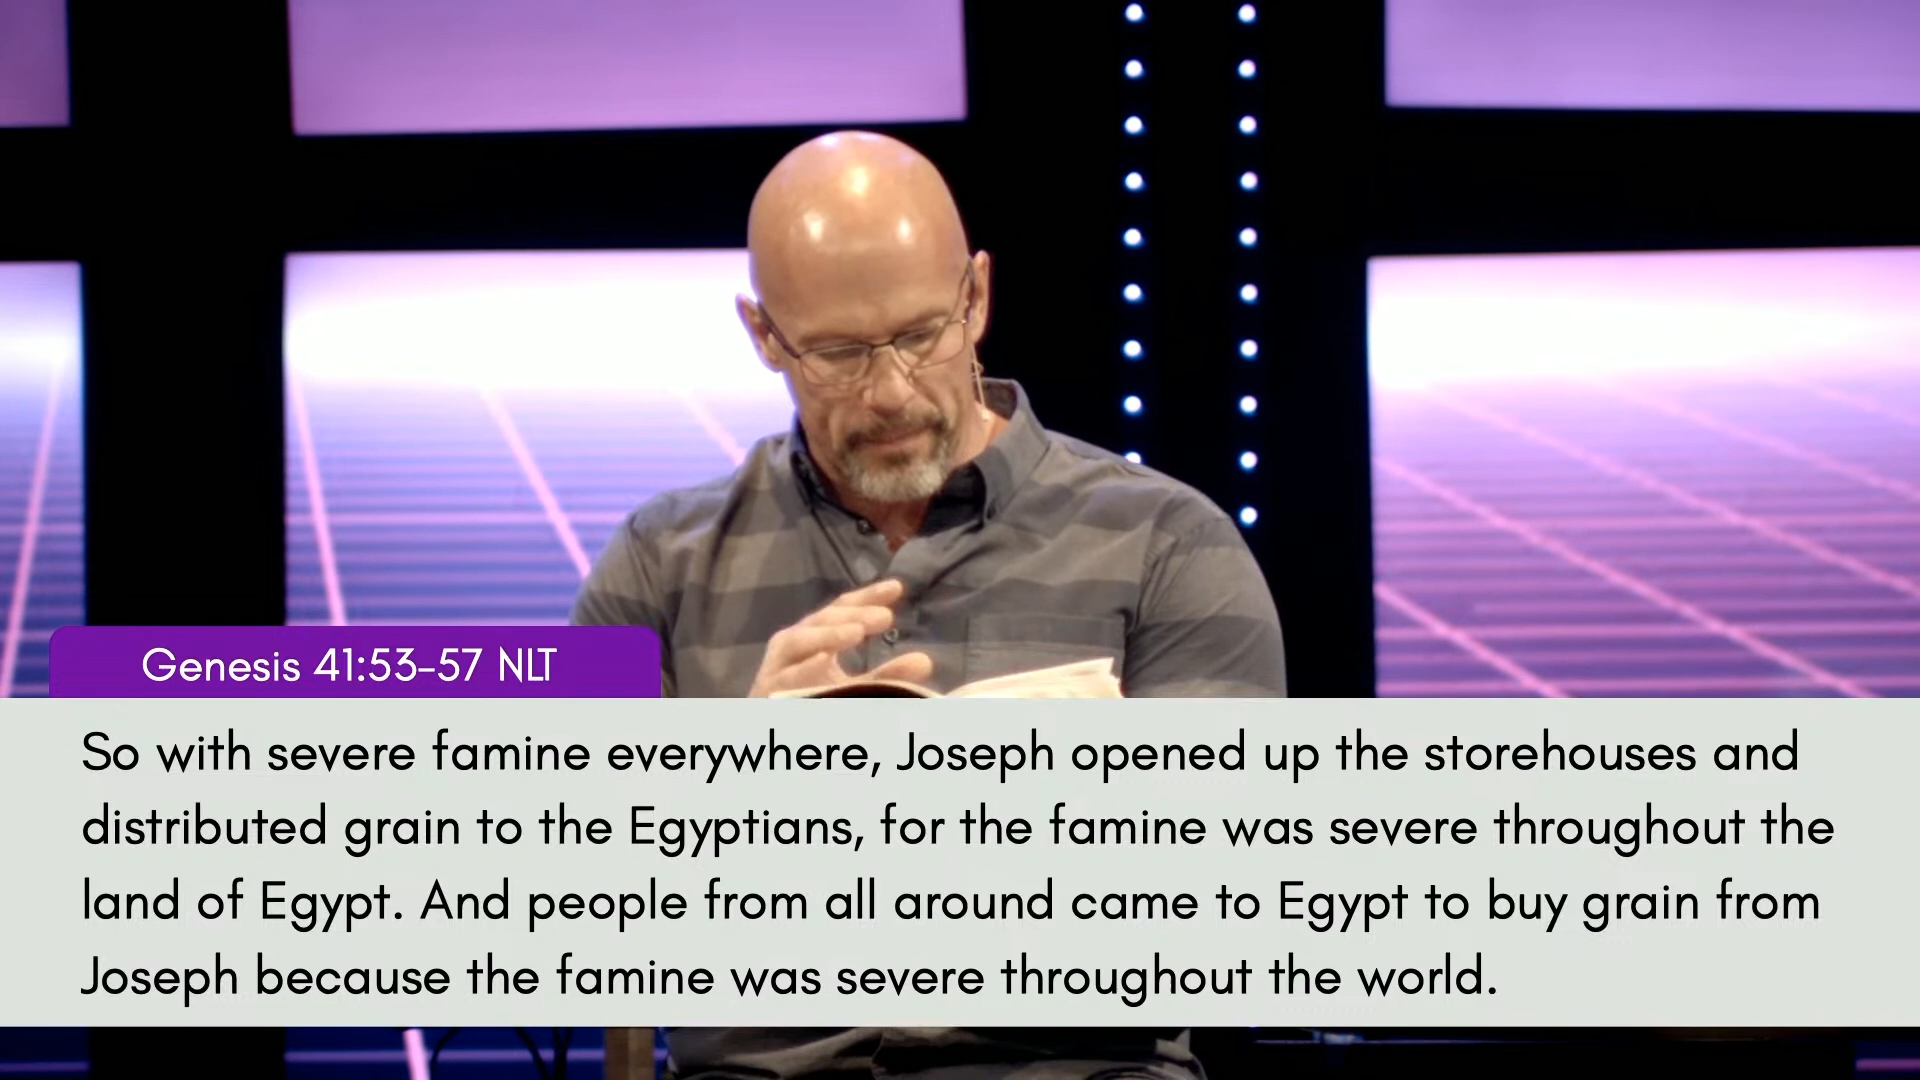 Genesis 41:53-57 NLT
So with severe famine everywhere, Joseph opened up the storehouses and
distributed grain to the Egyptians, for the famine was severe throughout the
land of Egypt. And people from all around came to Egypt to buy grain from
Joseph because the famine was severe throughout the world.